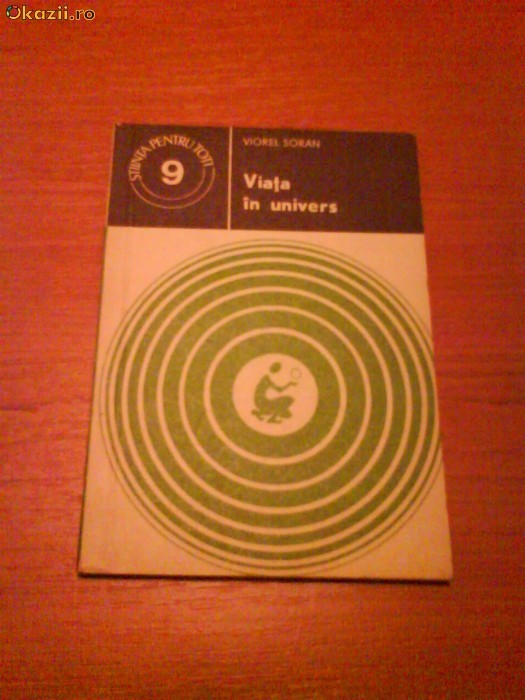 Okazii.ro
ȘTIINȚA PENTRU TOȚI
9
VIOREL SORAN
Viața
în univers